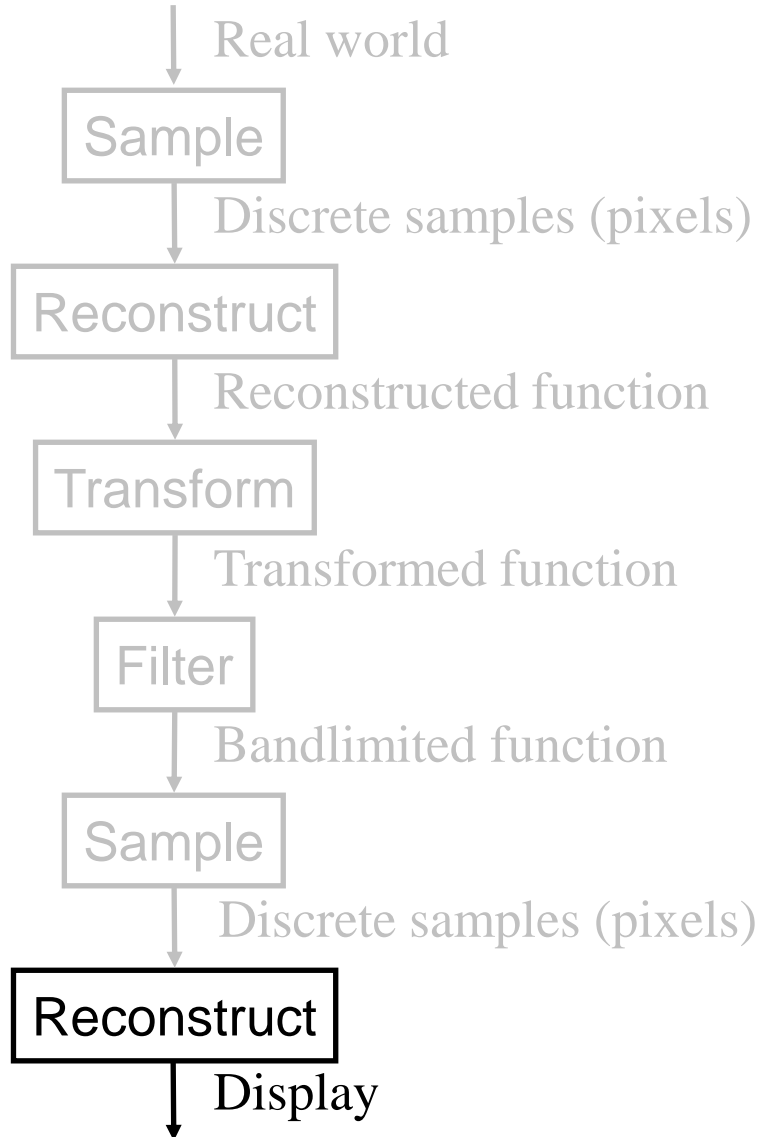 Real world
Sample
Discrete samples (pixels)
Reconstruct
Reconstructed function
Transform
Transformed function
Filter
Bandlimited function
Sample
Discrete samples (pixels)
Reconstruct
Display